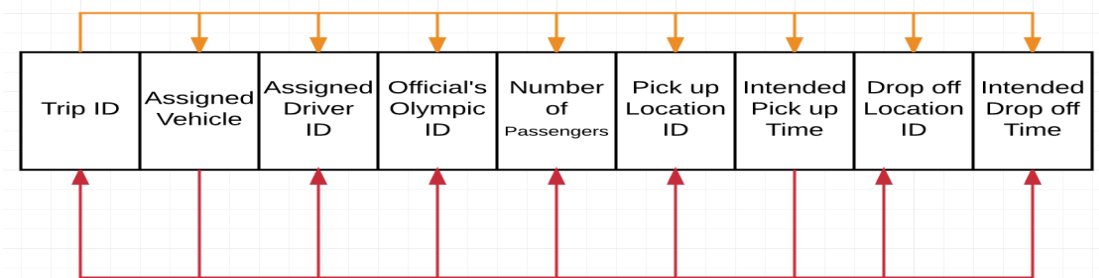 Trip ID
Assigned
Vehicle
Assigned
Driver
ID
Official's
Olympic
ID
Number
of
Passengers
Pick up
Location
ID
Intended
Pick up
Time
Drop off
Location
ID
Intended
Drop off
Time